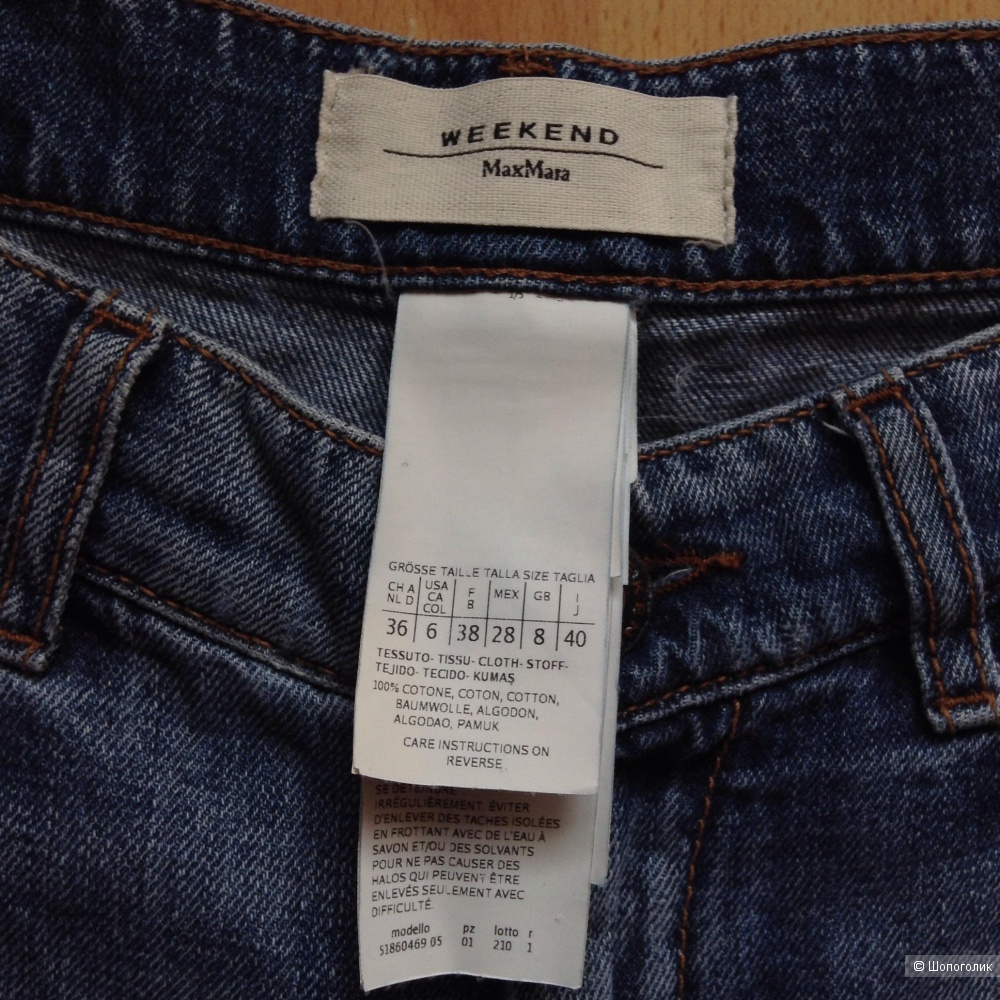 WEEKEND
MaxMara
1/3
GRÖSSE TAILLE TALLA SIZE TAGLIA
CH A NL D USA CA COL F B MEX GB I J
36 6 38 28 8 40
TESSUTO- TISSU- CLOTH- STOFF-
TEJIDO- TECIDO- KUMAŞ
100% COTONE, COTON, COTTON,
BAUMWOLLE, ALGODON,
ALGODAO, PAMUK
CARE INSTRUCTIONS ON
REVERSE
SE DETEINDRE
IRRÉGULIÈREMENT. ÉVITER
D'ENLEVER DES TACHES ISOLÉES
EN FROTTANT AVEC DE L'EAU À
SAVON ET/OU DES SOLVANTS
POUR NE PAS CAUSER DES
HALOS QUI PEUVENT ÊTRE
ENLEVÉS SEULEMENT AVEC
DIFFICULTÉ.
modello pz lotto r
51860469 05 01 210 1
© Шопоголик